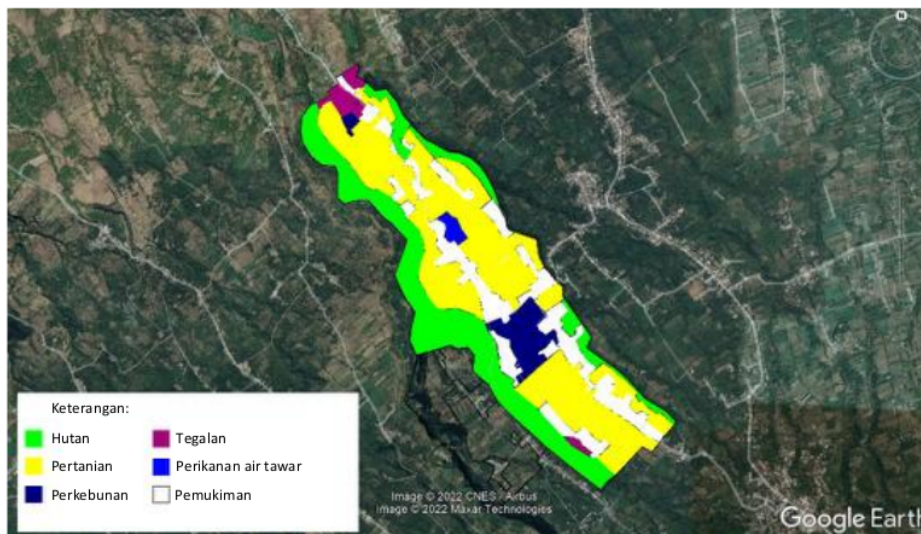 N
Keterangan:
Hutan
Tegalan
Pertanian
Perikanan air tawar
Perkebunan
Pemukiman
Image © 2022 CNES / Airbus
Image © 2022 Maxar Technologies
Google Earth